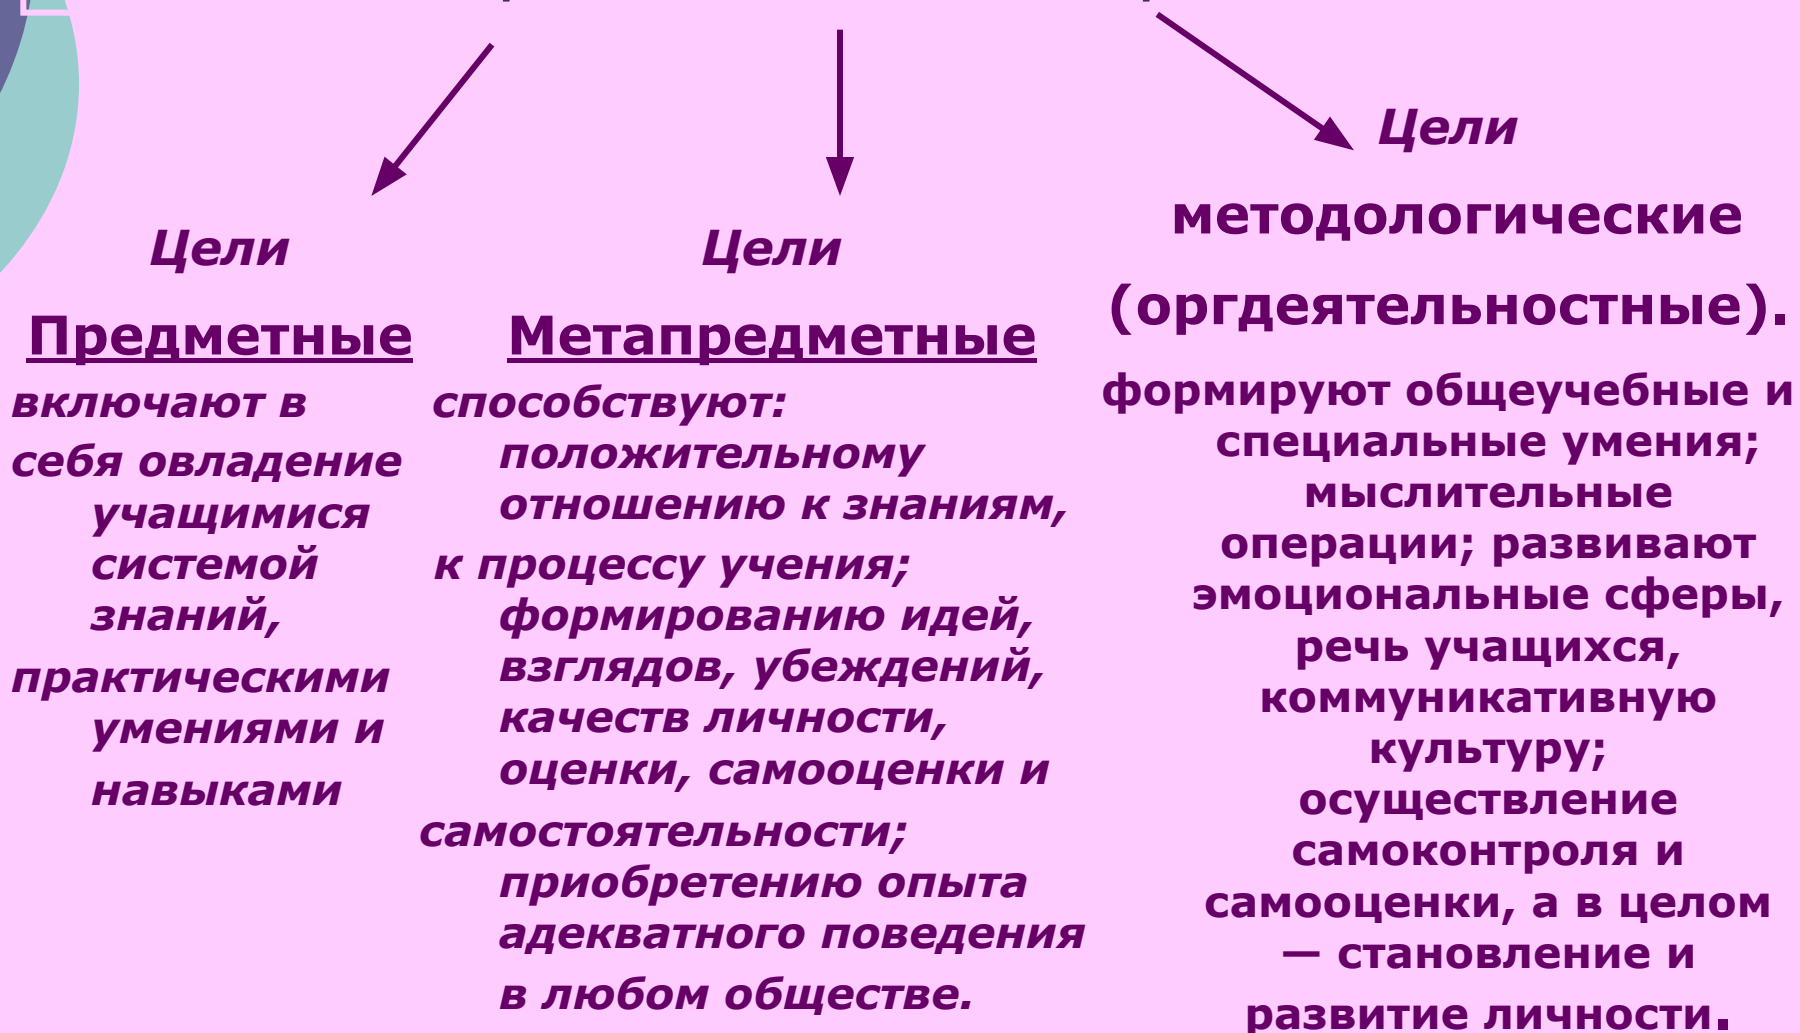 Цели
Предметные
включают в
себя овладение
учащимися
системой
знаний,
практическими
умениями и
навыками
Цели
Метапредметные
способствуют:
положительному
отношению к знаниям,
к процессу учения;
формированию идей,
взглядов, убеждений,
качеств личности,
оценки, самооценки и
самостоятельности;
приобретению опыта
адекватного поведения
в любом обществе.
Цели
методологические
(оргдеятельностные).
формируют общеучебные и
специальные умения;
мыслительные
операции; развивают
эмоциональные сферы,
речь учащихся,
коммуникативную
культуру;
осуществление
самоконтроля и
самооценки, а в целом
— становление и
развитие личности.